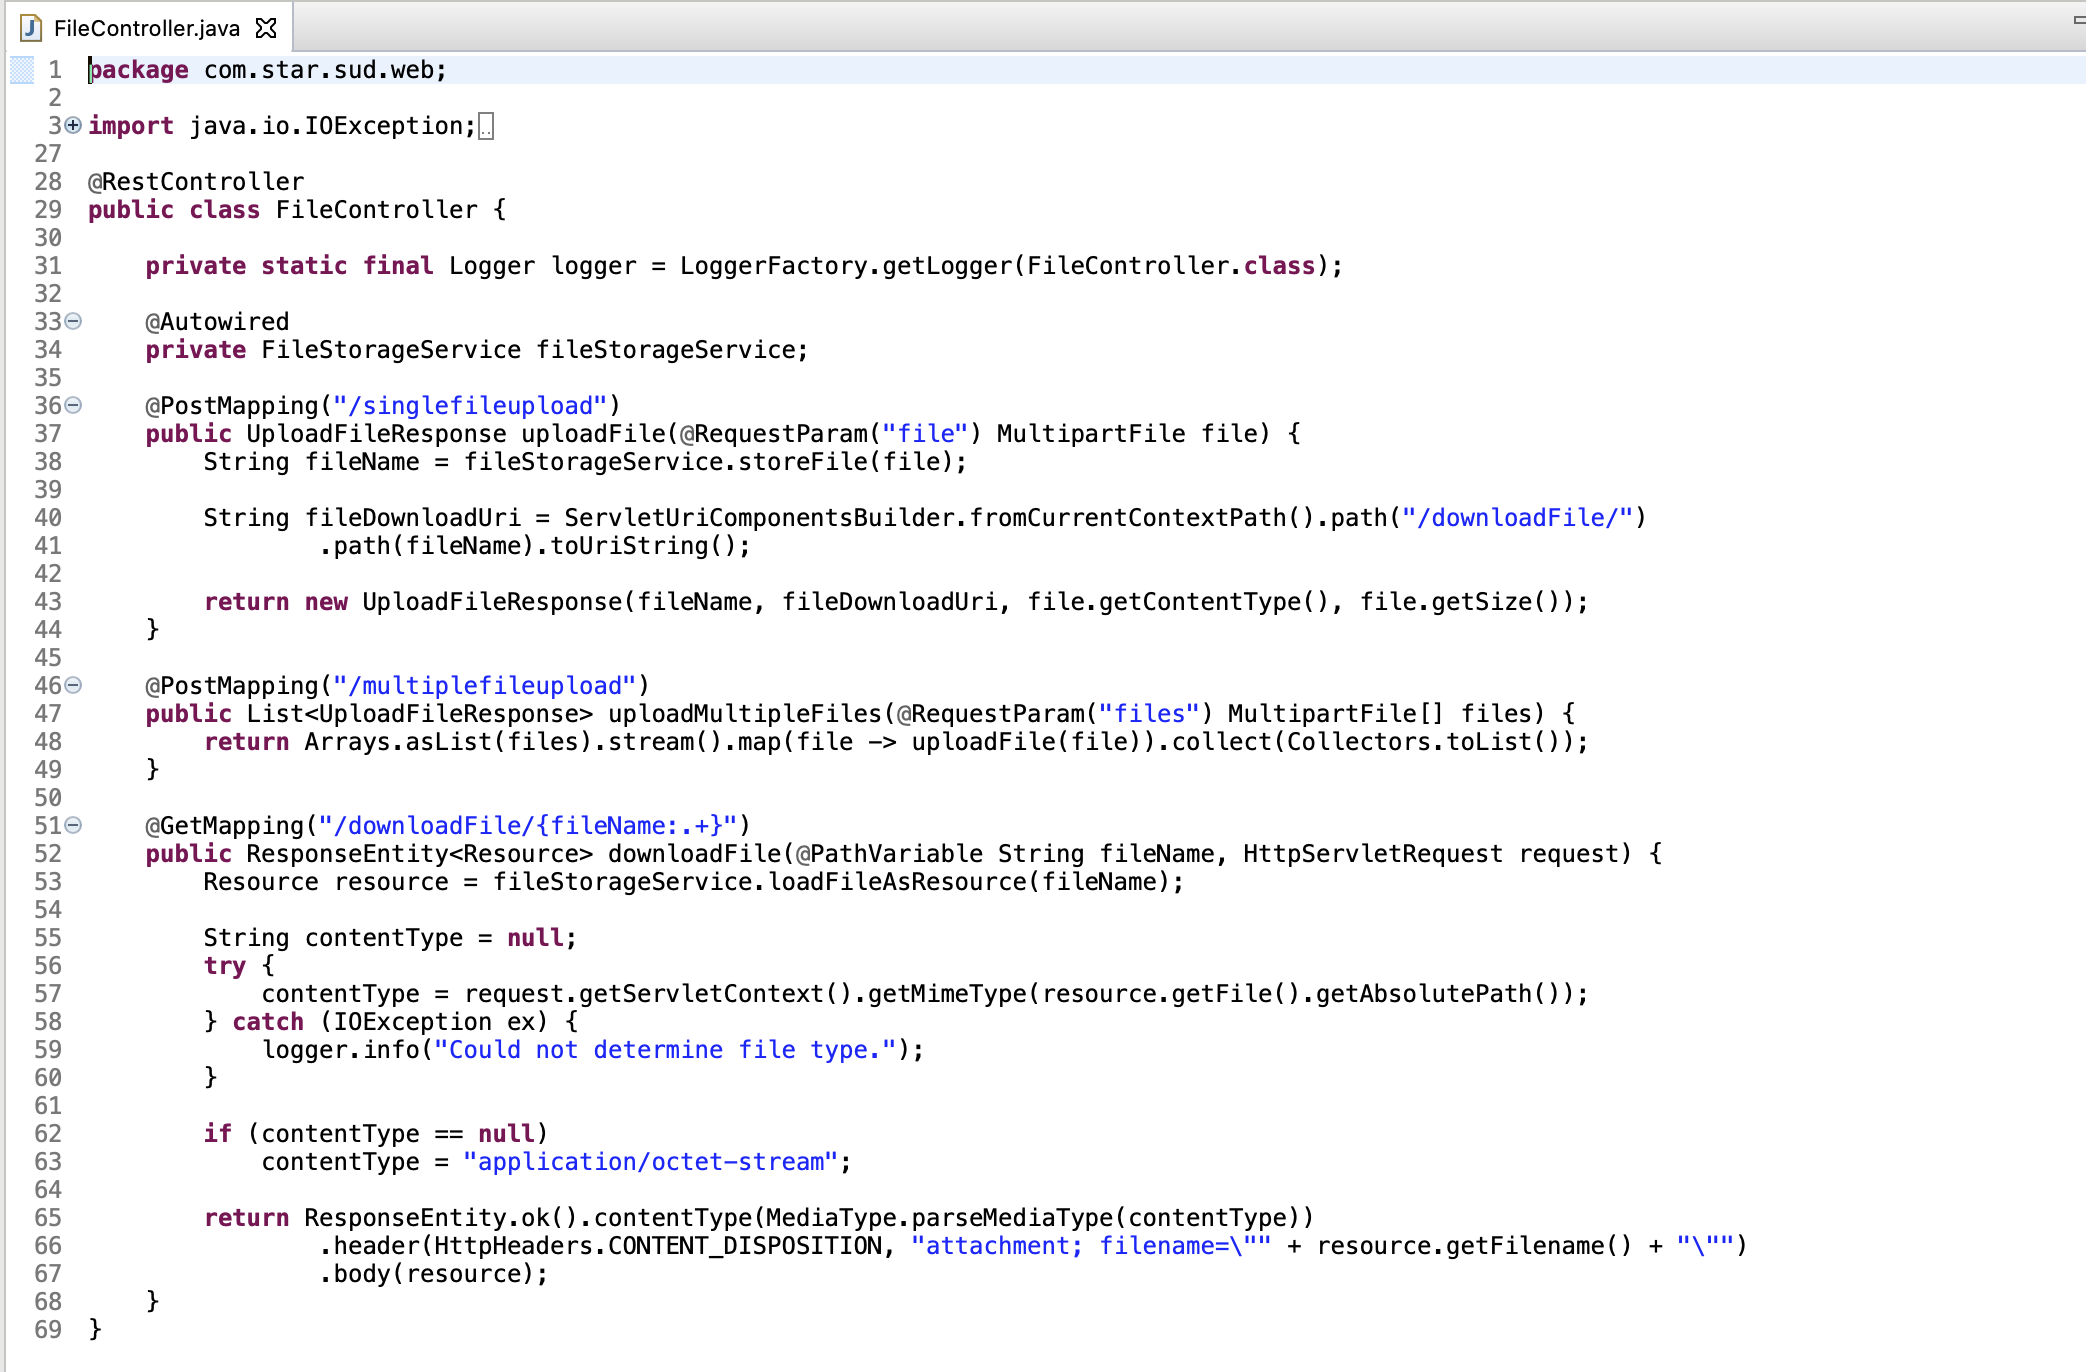 FileController.java
1 package com.star.sud.web;
2
3 import java.io.IOException;
27
28 @RestController
29 public class FileController {
30
31     private static final Logger logger = LoggerFactory.getLogger(FileController.class);
32
33     @Autowired
34     private FileStorageService fileStorageService;
35
36     @PostMapping("/singlefileupload")
37     public UploadFileResponse uploadFile(@RequestParam("file") MultipartFile file) {
38         String fileName = fileStorageService.storeFile(file);
39
40         String fileDownloadUri = ServletUriComponentsBuilder.fromCurrentContextPath().path("/downloadFile/")
41                 .path(fileName).toUriString();
42
43         return new UploadFileResponse(fileName, fileDownloadUri, file.getContentType(), file.getSize());
44     }
45
46     @PostMapping("/multiplefileupload")
47     public List<UploadFileResponse> uploadMultipleFiles(@RequestParam("files") MultipartFile[] files) {
48         return Arrays.asList(files).stream().map(file -> uploadFile(file)).collect(Collectors.toList());
49     }
50
51     @GetMapping("/downloadFile/{fileName:.+}")
52     public ResponseEntity<Resource> downloadFile(@PathVariable String fileName, HttpServletRequest request) {
53         Resource resource = fileStorageService.loadFileAsResource(fileName);
54
55         String contentType = null;
56         try {
57             contentType = request.getServletContext().getMimeType(resource.getFile().getAbsolutePath());
58         } catch (IOException ex) {
59             logger.info("Could not determine file type.");
60         }
61
62         if (contentType == null)
63             contentType = "application/octet-stream";
64
65         return ResponseEntity.ok().contentType(MediaType.parseMediaType(contentType))
66                 .header(HttpHeaders.CONTENT_DISPOSITION, "attachment; filename=\"" + resource.getFilename() + "\"")
67                 .body(resource);
68     }
69 }